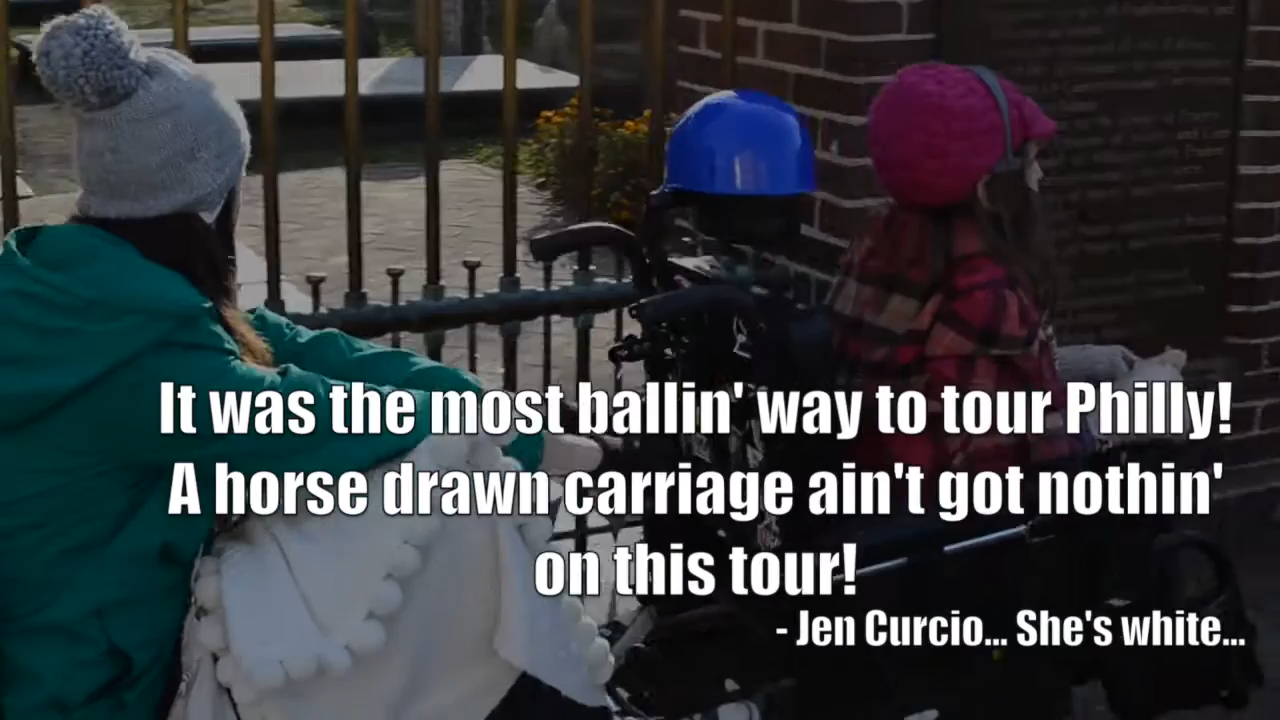 It was the most ballin' way to tour Philly!
A horse drawn carriage ain't got nothin'
on this tour!
- Jen Curcio... She's white...